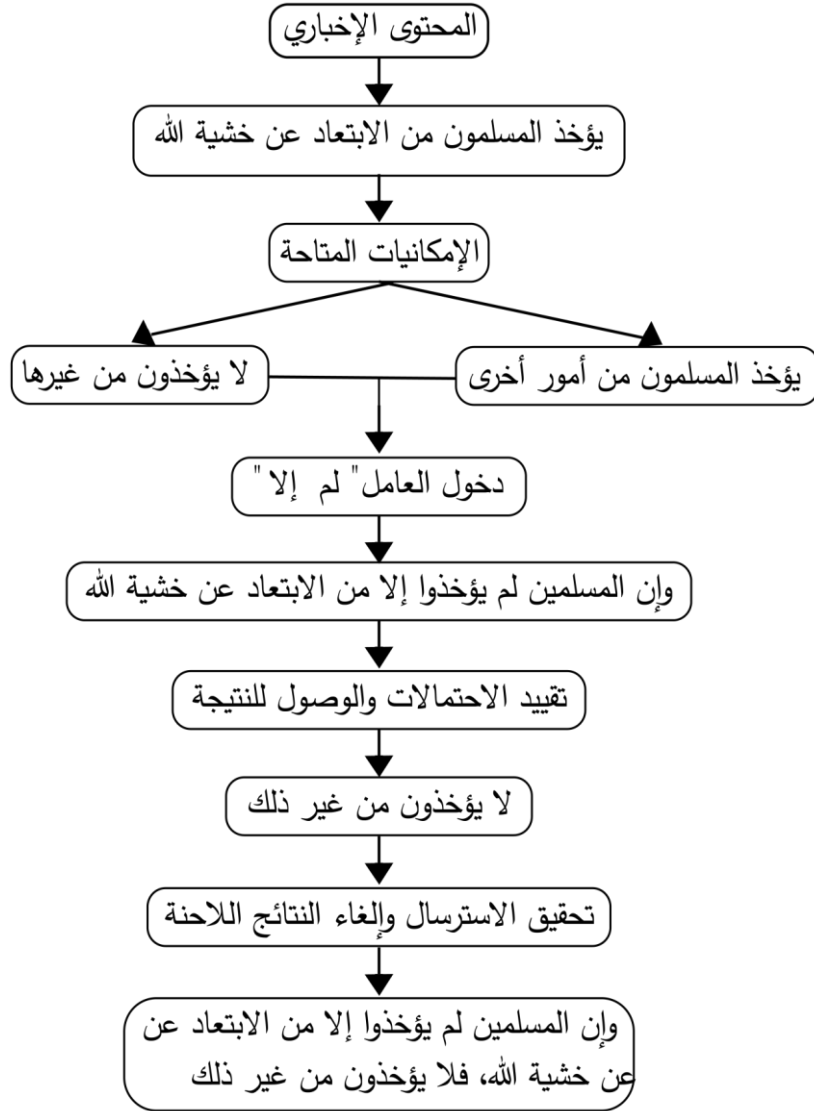 المحتوى الإخباري
يؤخذ المسلمون من الابتعاد عن خشية الله
الإمكانيات المتاحة
يؤخذ المسلمون من أمور أخرى
لا يؤخذون من غيرها
دخول العامل" لم إلا "
وإن المسلمين لم يؤخذوا إلا من الابتعاد عن خشية الله
تقييد الاحتمالات والوصول للنتيجة
لا يؤخذون من غير ذلك
تحقيق الاسترسال وإلغاء النتائج اللاحنة
وإن المسلمين لم يؤخذوا إلا من الابتعاد عن
عن خشية الله، فلا يؤخذون من غير ذلك